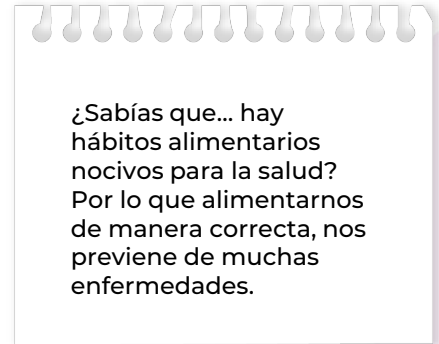 ¿Sabías que... hay
hábitos alimentarios
nocivos para la salud?
Por lo que alimentarnos
de manera correcta, nos
previene de muchas
enfermedades.